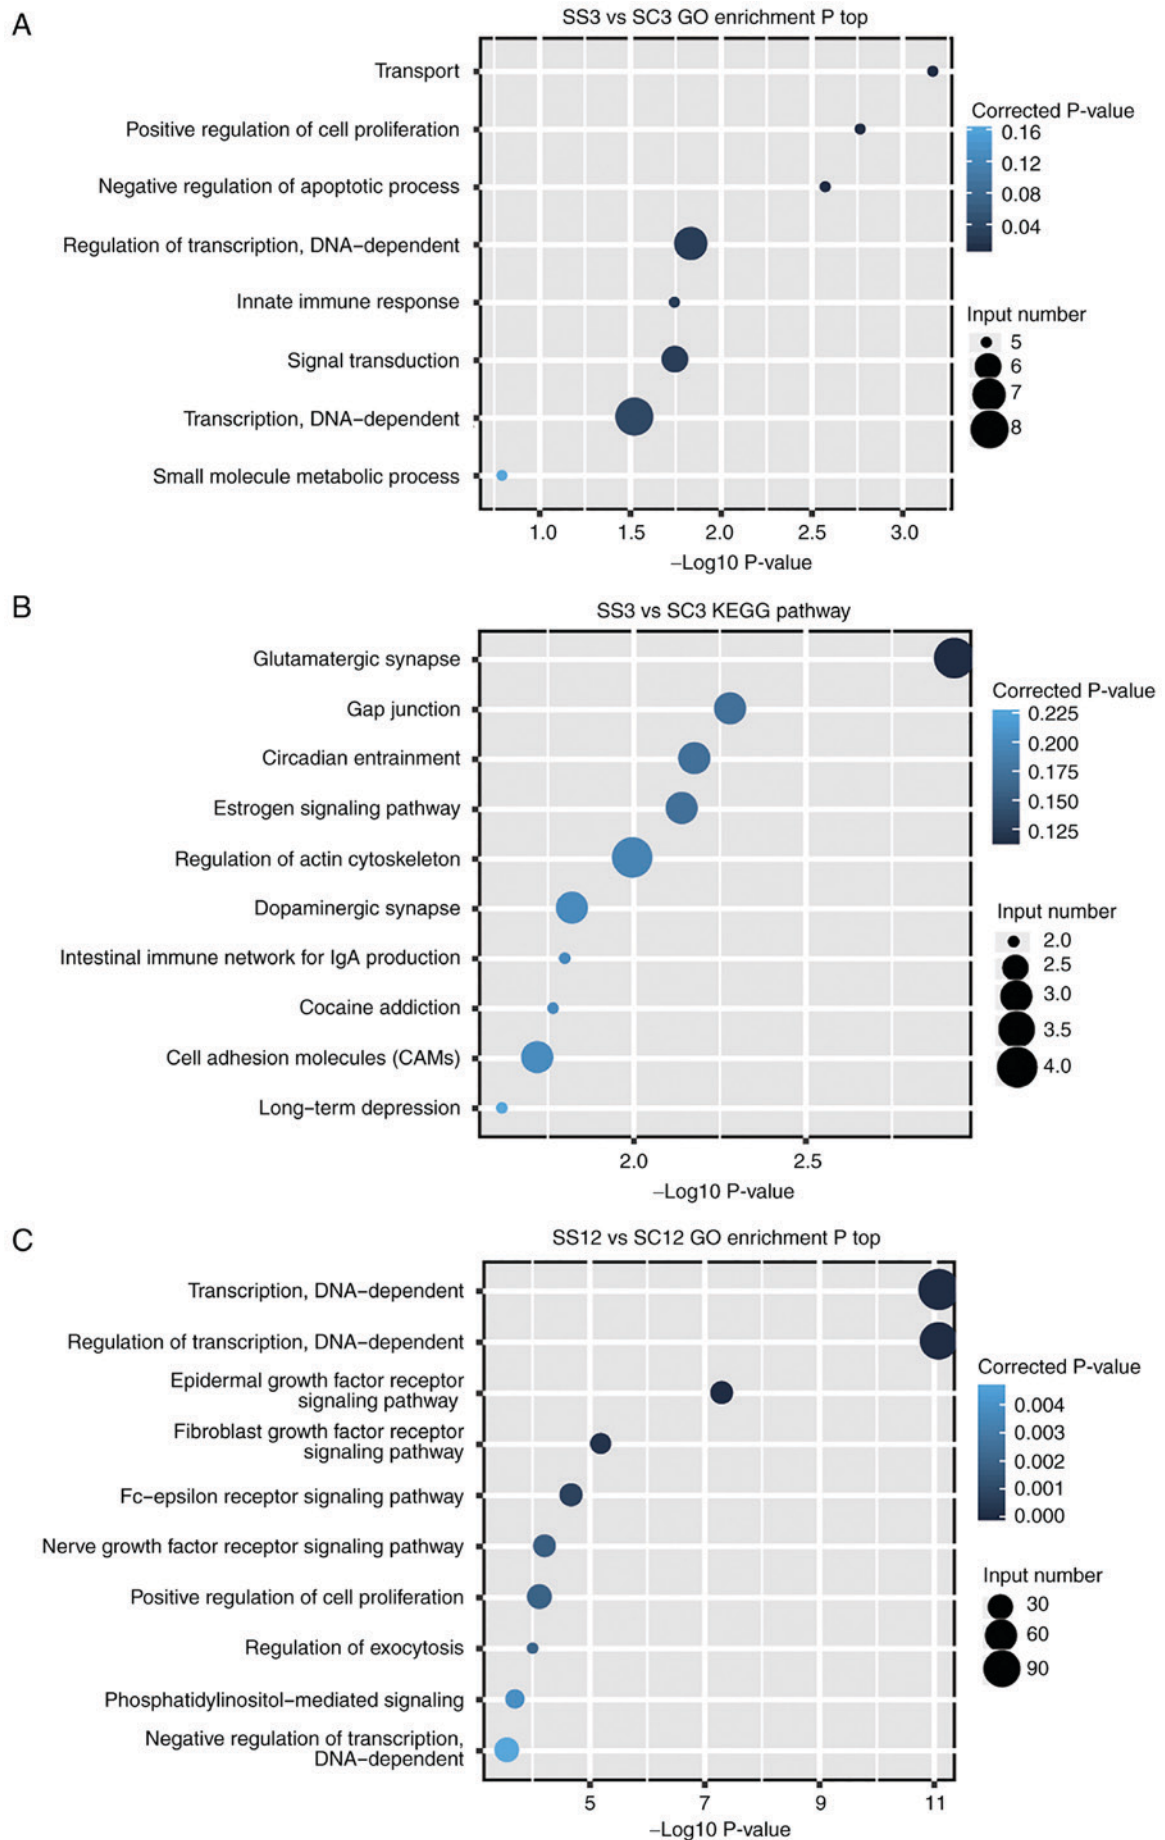 A
SS3 vs SC3 GO enrichment P top
Transport
Positive regulation of cell proliferation
Negative regulation of apoptotic process
Regulation of transcription, DNA−dependent
Innate immune response
Signal transduction
Transcription, DNA−dependent
Small molecule metabolic process
1.0 1.5 2.0 2.5 3.0
−Log10 P-value
Corrected P-value
0.16
0.12
0.08
0.04
Input number
5
6
7
8
B
SS3 vs SC3 KEGG pathway
Glutamatergic synapse
Gap junction
Circadian entrainment
Estrogen signaling pathway
Regulation of actin cytoskeleton
Dopaminergic synapse
Intestinal immune network for IgA production
Cocaine addiction
Cell adhesion molecules (CAMs)
Long−term depression
2.0 2.5
−Log10 P-value
Corrected P-value
0.225
0.200
0.175
0.150
0.125
Input number
2.0
2.5
3.0
3.5
4.0
C
SS12 vs SC12 GO enrichment P top
Transcription, DNA−dependent
Regulation of transcription, DNA−dependent
Epidermal growth factor receptor
signaling pathway
Fibroblast growth factor receptor
signaling pathway
Fc−epsilon receptor signaling pathway
Nerve growth factor receptor signaling pathway
Positive regulation of cell proliferation
Regulation of exocytosis
Phosphatidylinositol−mediated signaling
Negative regulation of transcription,
DNA−dependent
5 7 9 11
−Log10 P-value
Corrected P-value
0.004
0.003
0.002
0.001
0.000
Input number
30
60
90